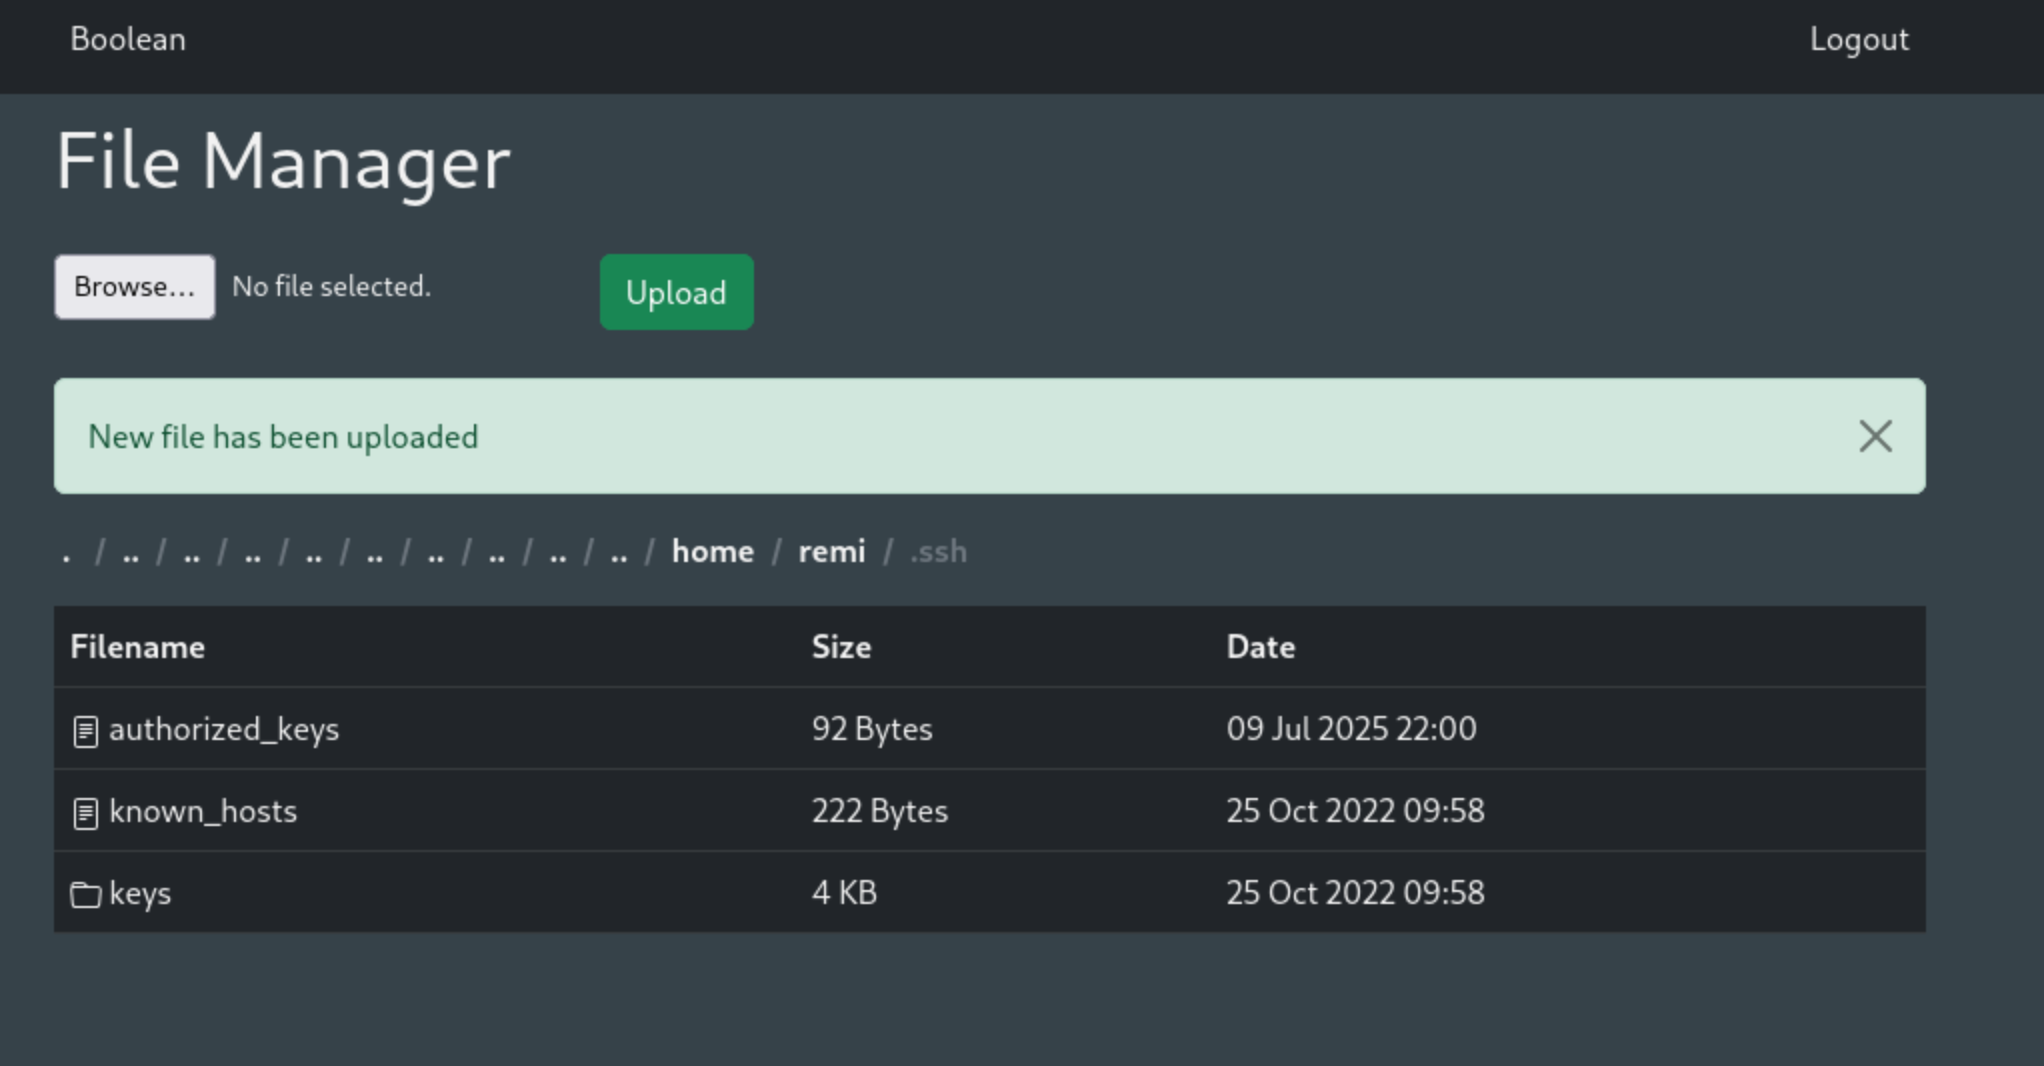 Boolean Logout
File Manager
Browse... No file selected. Upload
New file has been uploaded
. / .. / .. / .. / .. / .. / .. / .. / .. / .. / home / remi / .ssh
Filename Size Date
authorized_keys 92 Bytes 09 Jul 2025 22:00
known_hosts 222 Bytes 25 Oct 2022 09:58
keys 4 KB 25 Oct 2022 09:58